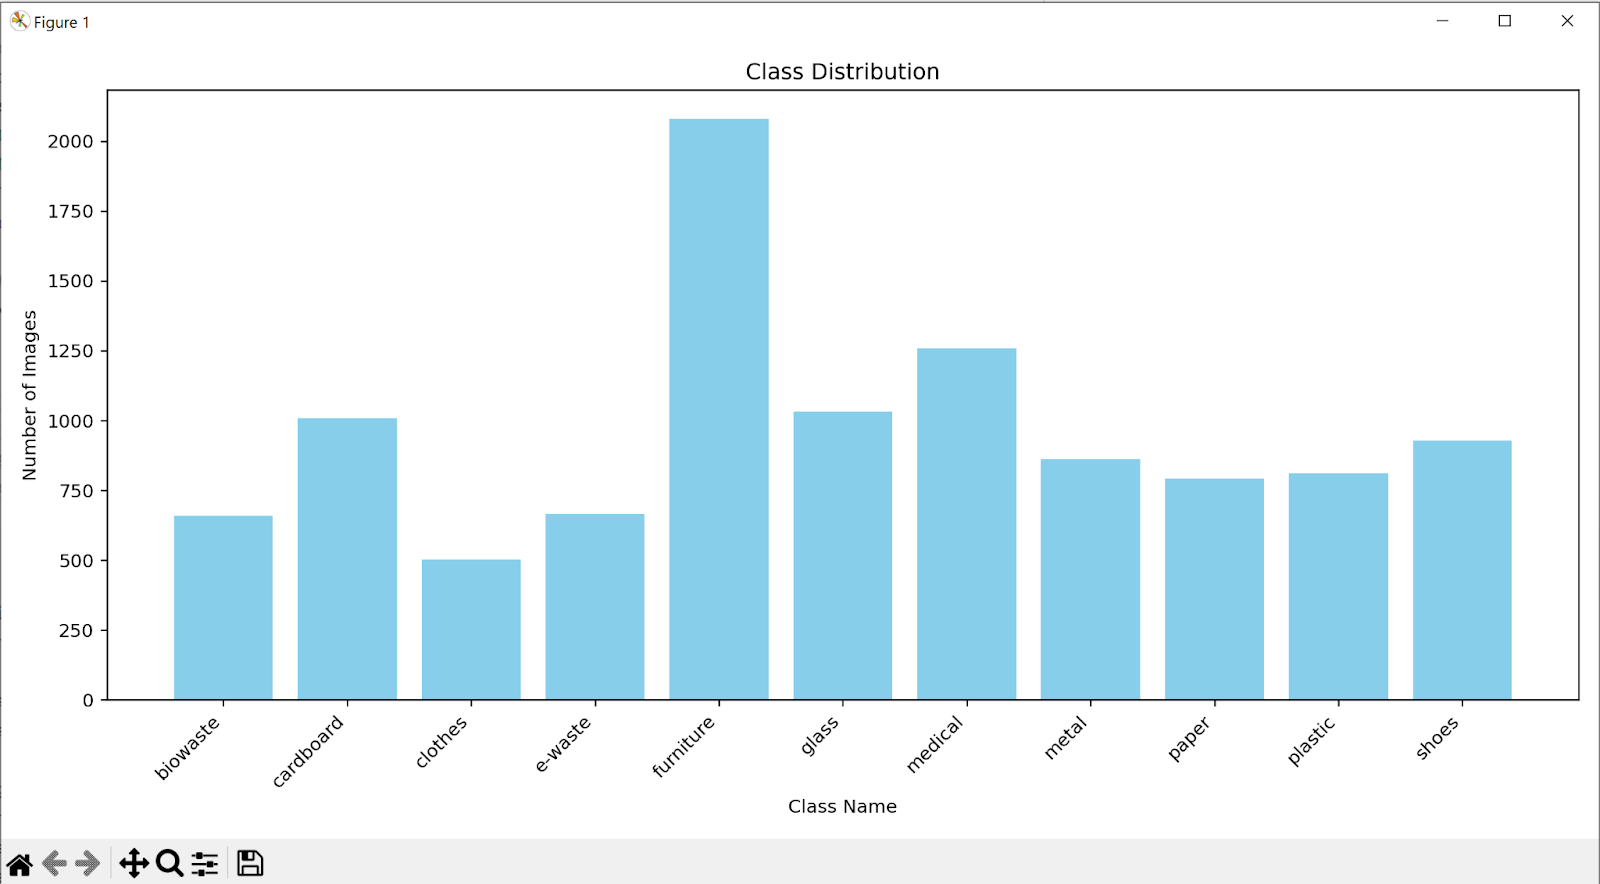 Figure 1
Class Distribution
2000
1750
1500
1250
1000
750
500
250
0
Number of Images
biowaste
cardboard
clothes
e-waste
furniture
glass
medical
metal
paper
plastic
shoes
Class Name